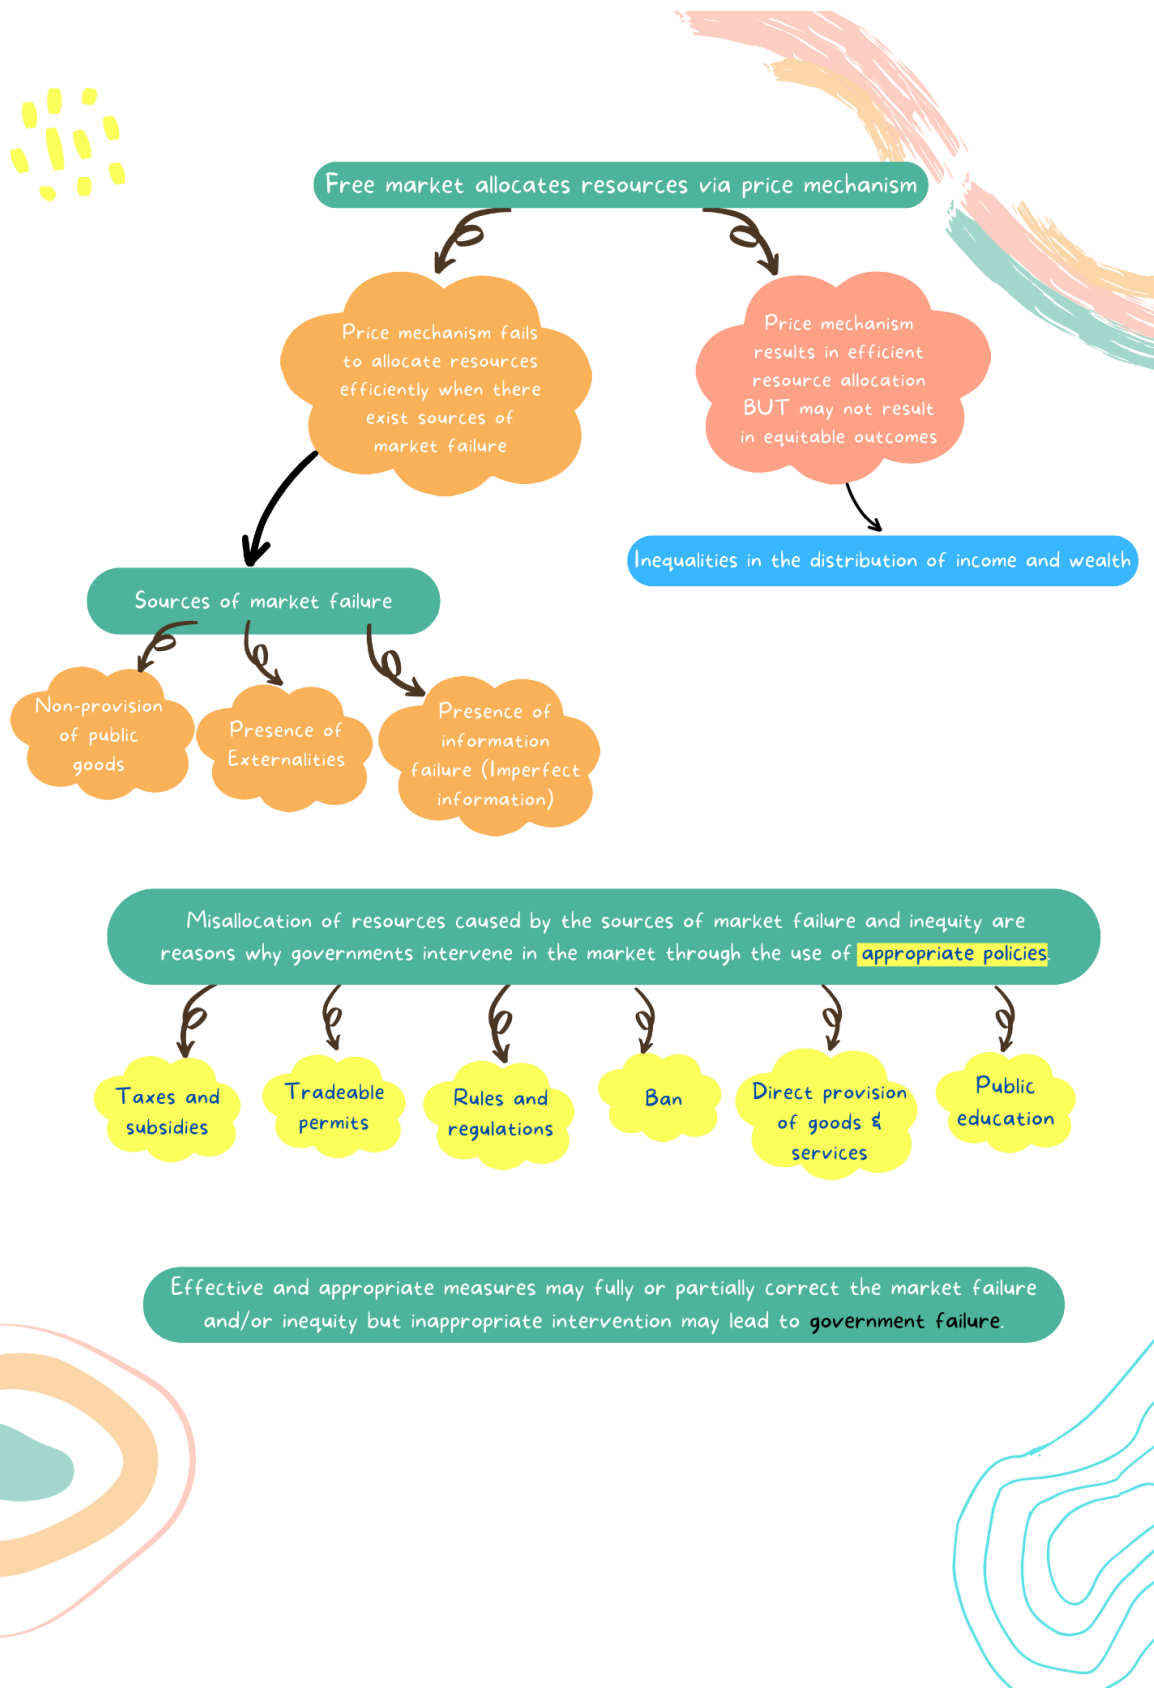 Free market allocates resources via price mechanism
Price mechanism fails
to allocate resources
efficiently when there
exist sources of
market failure
Price mechanism
results in efficient
resource allocation
BUT may not result
in equitable outcomes
Inequalities in the distribution of income and wealth
Sources of market failure
Non-provision
of public
goods
Presence of
Externalities
Presence of
information
failure (Imperfect
information)
Misallocation of resources caused by the sources of market failure and inequity are
reasons why governments intervene in the market through the use of appropriate policies.
Taxes and
subsidies
Tradeable
permits
Rules and
regulations
Ban
Direct provision
of goods &
services
Public
education
Effective and appropriate measures may fully or partially correct the market failure
and/or inequity but inappropriate intervention may lead to government failure.